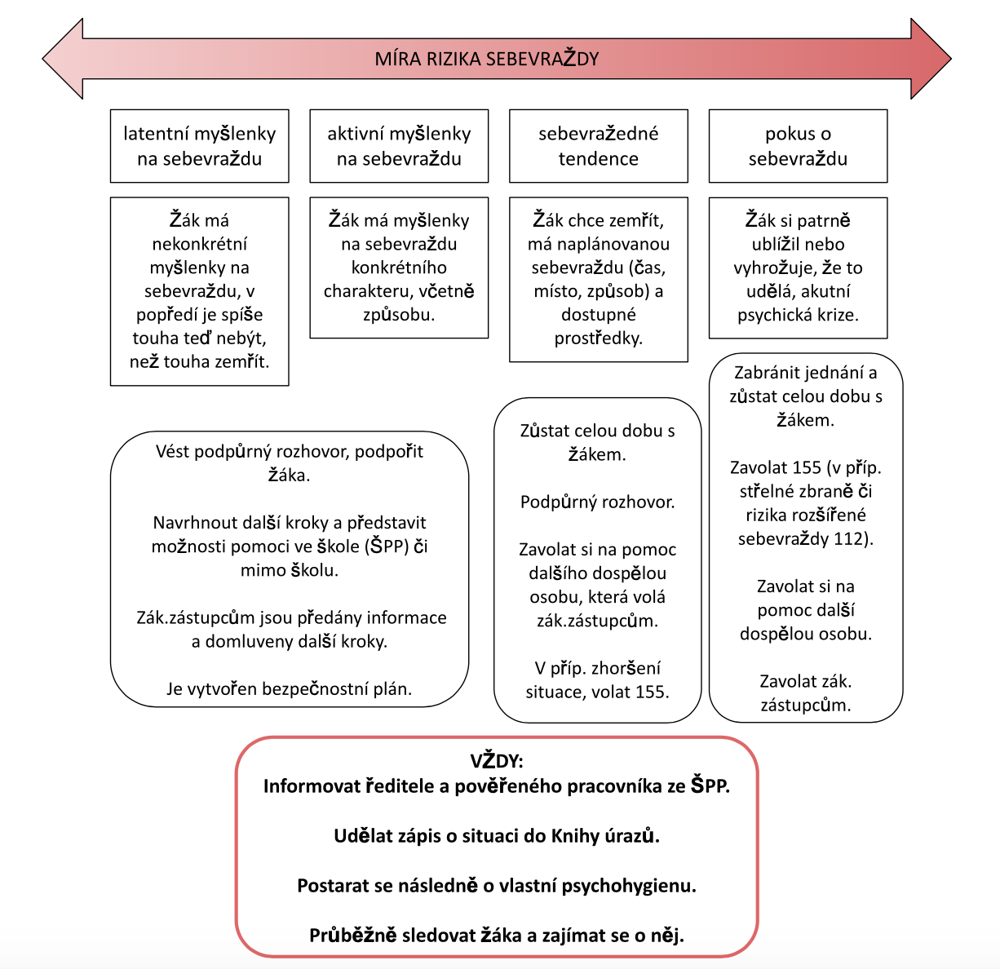 MÍRA RIZIKA SEBEVRAŽDY
latentní myšlenky
na sebevraždu
aktivní myšlenky
na sebevraždu
sebevražedné
tendence
pokus o
sebevraždu
Žák má
nekonkrétní
myšlenky na
sebevraždu, v
popředí je spíše
touha teď nebýt,
než touha zemřít.
Žák má myšlenky
na sebevraždu
konkrétního
charakteru, včetně
způsobu.
Žák chce zemřít,
má naplánovanou
sebevraždu (čas,
místo, způsob) a
dostupné
prostředky.
Žák si patrně
ublížil nebo
vyhrožuje, že to
udělá, akutní
psychická krize.
Vést podpůrný rozhovor, podpořit
žáka.
Navrhnout další kroky a představit
možnosti pomoci ve škole (ŠPP) či
mimo školu.
Zák.zástupcům jsou předány informace
a domluveny další kroky.
Je vytvořen bezpečnostní plán.
Zůstat celou dobu s
žákem.
Podpůrný rozhovor.
Zavolat si na pomoc
dalšího dospělou
osobu, která volá
zák.zástupcům.
V příp. zhoršení
situace, volat 155.
Zabránit jednání a
zůstat celou dobu s
žákem.
Zavolat 155 (v příp.
střelné zbraně či
rizika rozšířené
sebevraždy 112).
Zavolat si na
pomoc další
dospělou osobu.
Zavolat zák.
zástupcům.
VŽDY:
Informovat ředitele a pověřeného pracovníka ze ŠPP.
Udělat zápis o situaci do Knihy úrazů.
Postarat se následně o vlastní psychohygienu.
Průběžně sledovat žáka a zajímat se o něj.